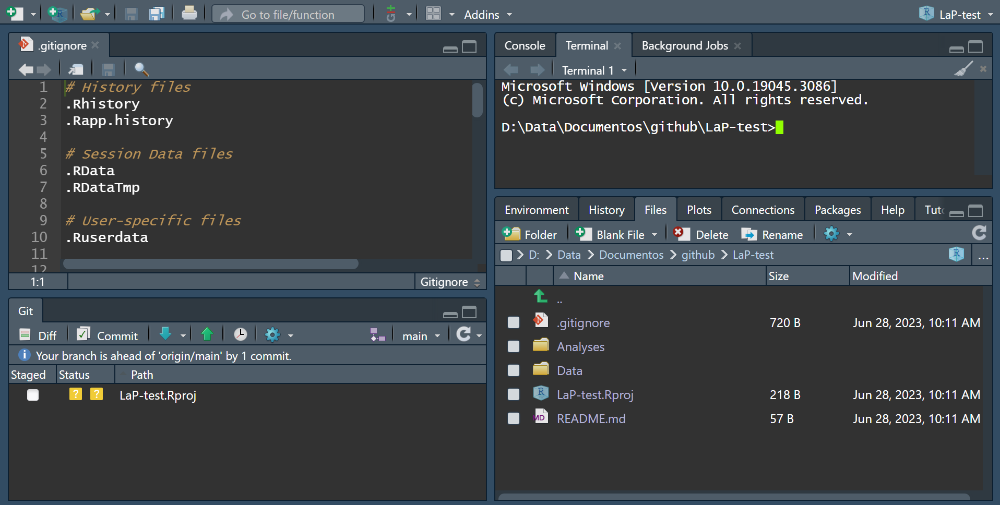 Go to file/function
Addins
LaP-test
.gitignore
1 # History files
2 .Rhistory
3 .Rapp.history
4
5 # Session Data files
6 .RData
7 .RDataTmp
8
9 # User-specific files
10 .Ruserdata
11
12
1:1
Gitignore
Git
Diff
Commit
main
Your branch is ahead of 'origin/main' by 1 commit.
Staged Status Path
? ? LaP-test.Rproj
Console Terminal Background Jobs
Terminal 1
Microsoft Windows [Version 10.0.19045.3086]
(c) Microsoft Corporation. All rights reserved.
D:\Data\Documentos\github\LaP-test>
Environment History Files Plots Connections Packages Help Tuto
Folder Blank File Delete Rename
D: Data Documentos github LaP-test ...
Name Size Modified
..
.gitignore 720 B Jun 28, 2023, 10:11 AM
Analyses
Data
LaP-test.Rproj 218 B Jun 28, 2023, 10:11 AM
README.md 57 B Jun 28, 2023, 10:11 AM